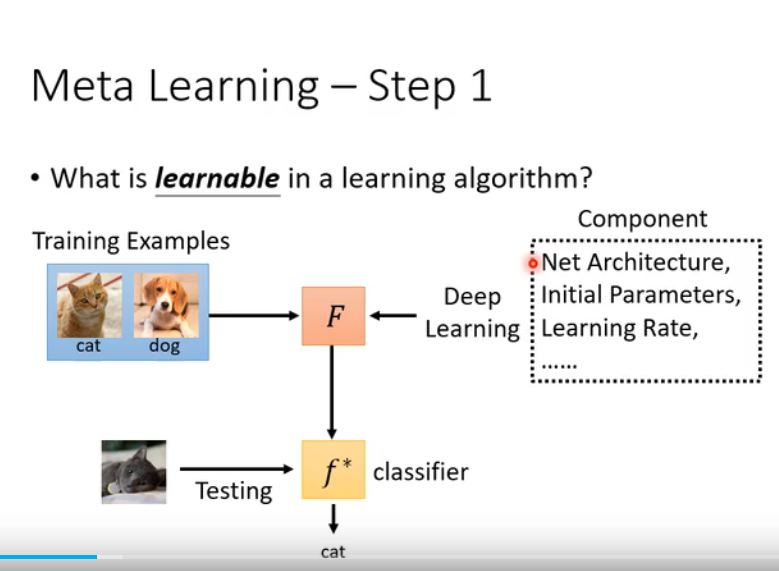 Meta Learning – Step 1
• What is learnable in a learning algorithm?
Component
Training Examples
Net Architecture,
Deep
Initial Parameters,
F
Learning
Learning Rate,
cat
dog
......
f*
classifier
Testing
cat